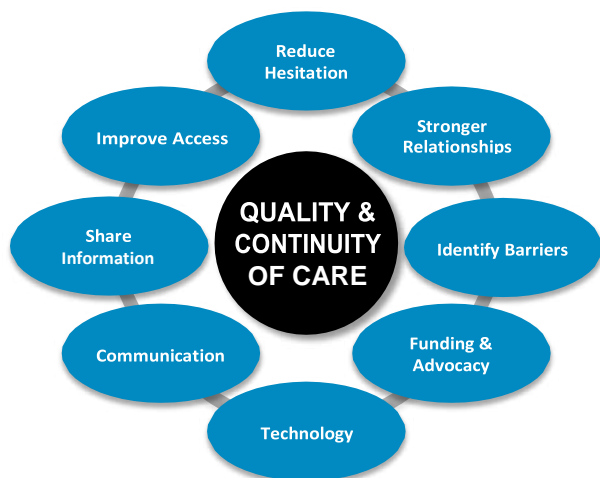 Reduce
Hesitation
Stronger
Relationships
Identify Barriers
Funding &
Advocacy
Technology
Communication
Share
Information
Improve Access
QUALITY &
CONTINUITY
OF CARE